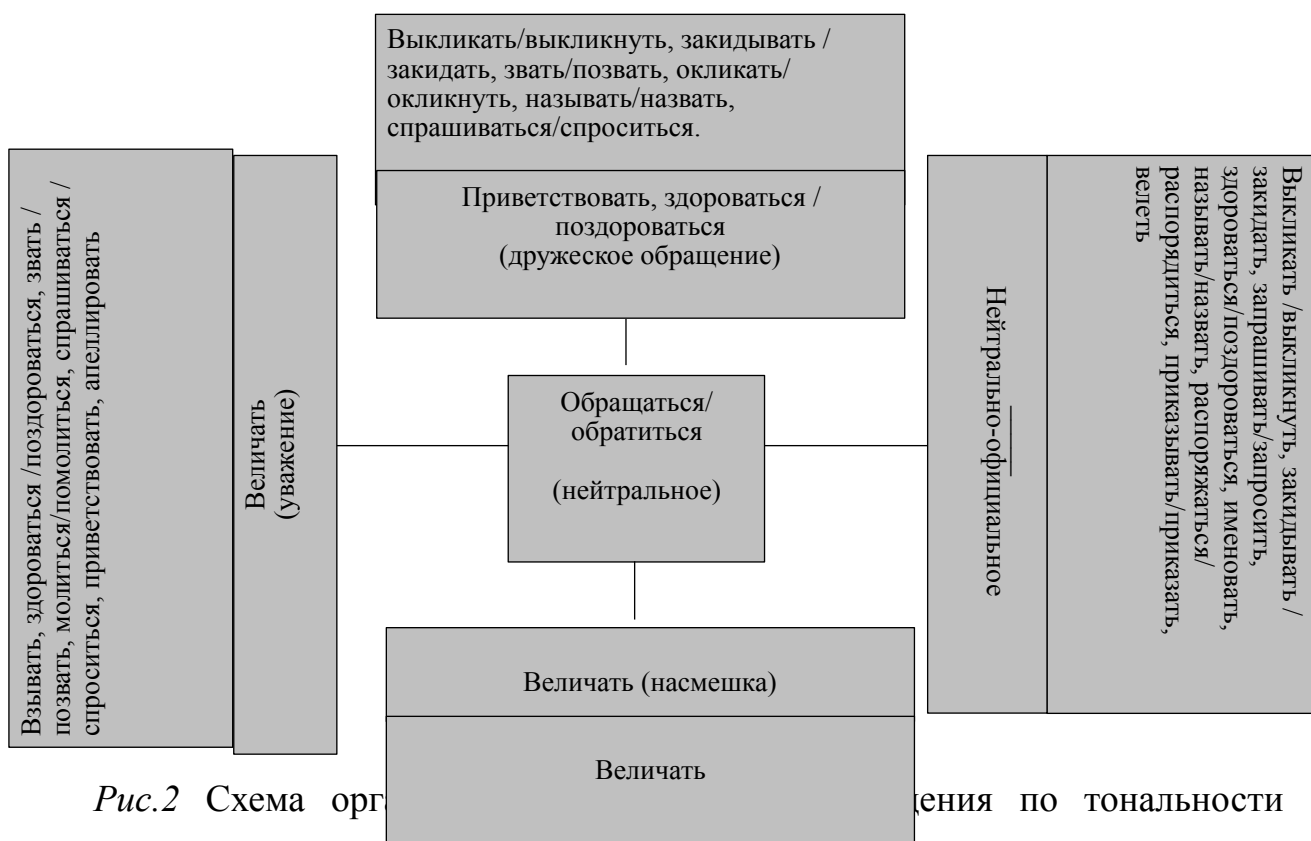 Выкликать/выкликнуть, закидывать /
закидать, звать/позвать, окликать/
окликнуть, называть/назвать,
спрашиваться/спроситься.
Приветствовать, здороваться /
поздороваться
(дружеское обращение)
Взывать, здороваться /поздороваться, звать /
позвать, молиться/помолиться, спрашиваться /
спроситься, приветствовать, апеллировать
Величать
(уважение)
Обращаться/
обратиться
(нейтральное)
Нейтрально-официальное
Выкликать /выкликнуть, закидывать /
закидать, запрашивать/запросить,
здороваться/поздороваться, именовать,
называть/назвать, распоряжаться/
распорядиться, приказывать/приказать,
велеть
Величать (насмешка)
Величать
Рис.2 Схема по тональности